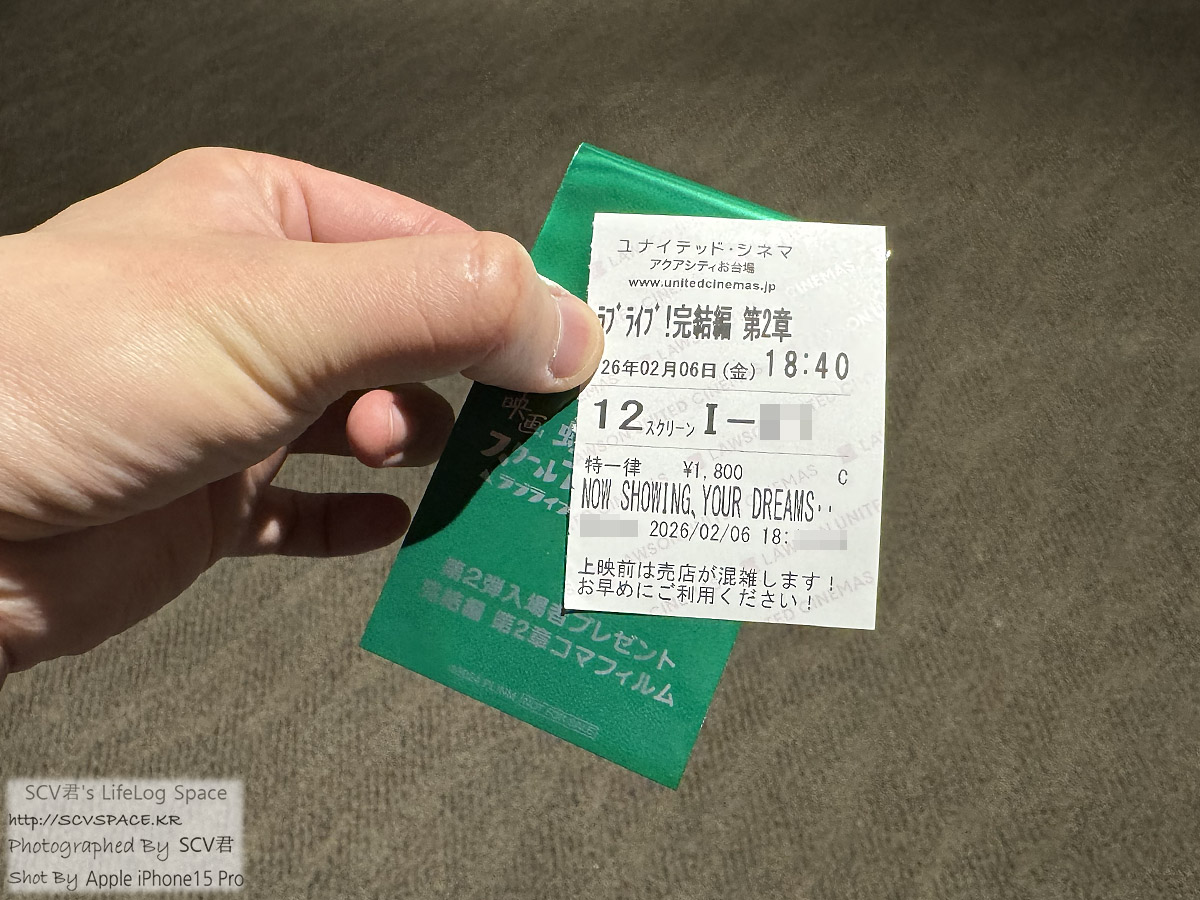 ユナイテッド・シネマ
アクアシティお台場
www.unitedcinemas.jp
ﾗﾌﾞﾗｲﾌﾞ!完結編 第2章
26年02月06日(金) 18:40
12スクリーン I-
特一律 ¥1,800 C
NOW SHOWING、YOUR DREAMS‥
2026/02/06 18:
上映前は売店が混雑します！
お早めにご利用ください！
映画
第2弾入場者プレゼント
完結編 第2章コマフィルム
SCV君's LifeLog Space
http://SCVSPACE.KR
Photographed By SCV君
Shot By Apple iPhone15 Pro